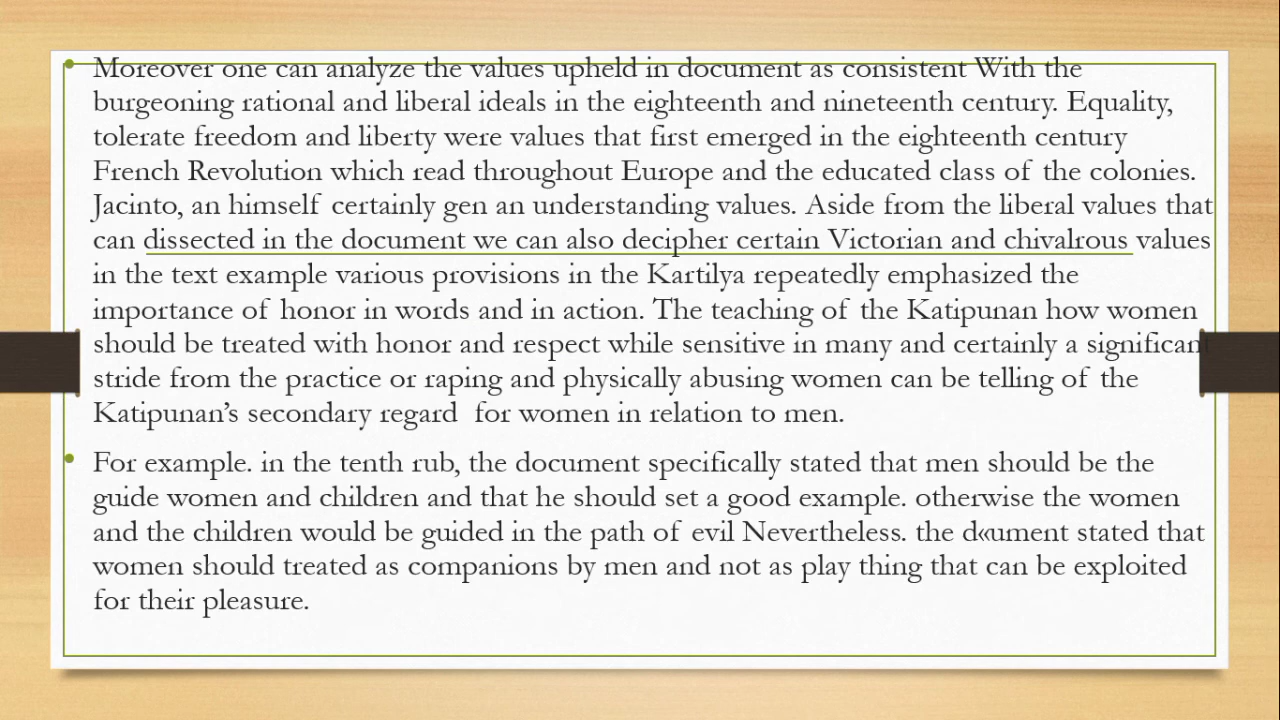 Moreover one can analyze the values upheld in document as consistent With the
burgeoning rational and liberal ideals in the eighteenth and nineteenth century. Equality,
tolerate freedom and liberty were values that first emerged in the eighteenth century
French Revolution which read throughout Europe and the educated class of the colonies.
Jacinto, an himself certainly gen an understanding values. Aside from the liberal values that
can dissected in the document we can also decipher certain Victorian and chivalrous values
in the text example various provisions in the Kartilya repeatedly emphasized the
importance of honor in words and in action. The teaching of the Katipunan how women
should be treated with honor and respect while sensitive in many and certainly a significant
stride from the practice or raping and physically abusing women can be telling of the
Katipunan's secondary regard for women in relation to men.
For example. in the tenth rub, the document specifically stated that men should be the
guide women and children and that he should set a good example. otherwise the women
and the children would be guided in the path of evil Nevertheless. the d«ument stated that
women should treated as companions by men and not as play thing that can be exploited
for their pleasure.